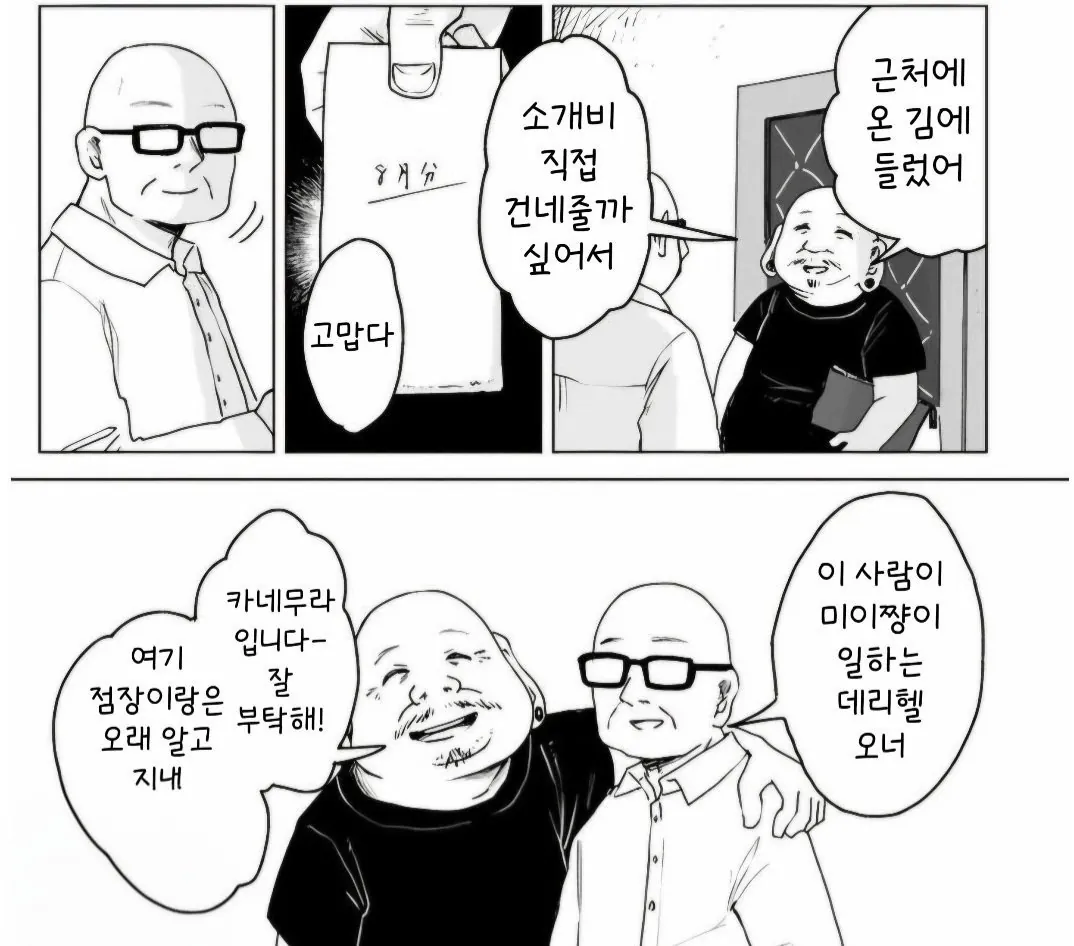 근처에
온 김에
들렀어
소개비
직접
건네줄까
싶어서
8月分
고맙다
이 사람이
미이쨩이
일하는
데리헬
오너
카네무라
입니다-
잘
부탁해!
여기
점장이랑은
오래 알고
지내